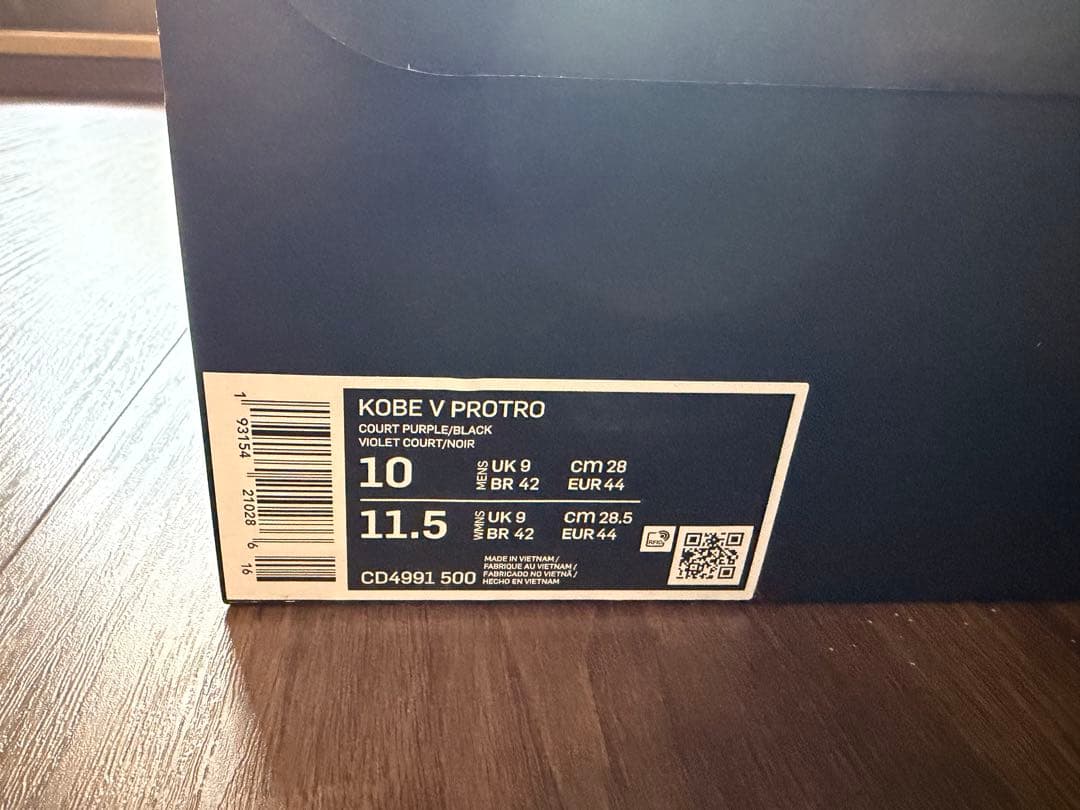 1 93154 21028 6 16
KOBE V PROTRO
COURT PURPLE/BLACK
VIOLET COURT/NOIR
10 MENS UK 9 cm 28
BR 42 EUR 44
11.5 WMNS UK 9 cm 28.5
BR 42 EUR 44
RFID
CD4991 500
MADE IN VIETNAM /
FABRIQUE AU VIETNAM /
FABRICADO NO VIETNÃ /
HECHO EN VIETNAM